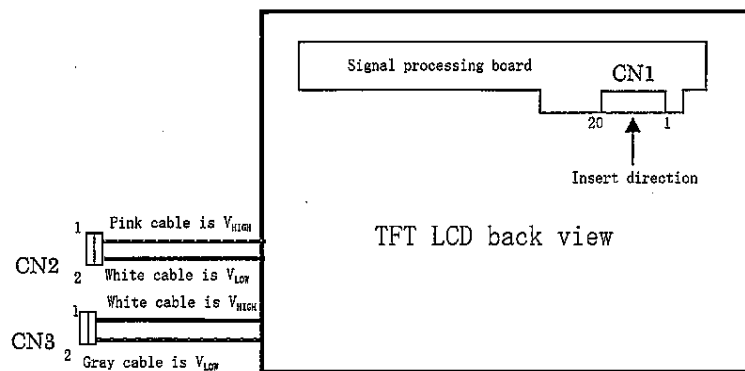 Signal processing board
CN1
20 1
Insert direction
TFT LCD back view
1 Pink cable is VHIGH
CN2
2 White cable is VLOW
1 White cable is VHIGH
CN3
2 Gray cable is VLOW